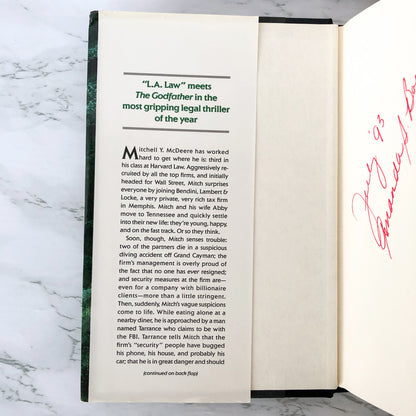 "L.A. Law" meets
The Godfather in the
most gripping legal thriller
of the year
Mitchell Y. McDeere has worked
hard to get where he is: third in
his class at Harvard Law. Aggressively re-
cruited by all the top firms, and initially
headed for Wall Street, Mitch surprises
everyone by joining Bendini, Lambert &
Locke, a very private, very rich tax firm
in Memphis. Mitch and his wife Abby
move to Tennessee and quickly settle
into their new life: they're young, happy,
and on the fast track. Or so they think.
Soon, though, Mitch senses trouble:
two of the partners die in a suspicious
diving accident off Grand Cayman; the
firm's management is overly proud of
the fact that no one has ever resigned;
and security measures at the firm are—
even for a company with billionaire
clients—more than a little stringent.
Then, suddenly, Mitch's vague suspicions
come to life. While eating alone at a
nearby diner, he is approached by a man
named Tarrance who claims to be with
the FBI. Tarrance tells Mitch that the
firm's "security" people have bugged
his phone, his house, and probably his
car; that he is in great danger and should
(continued on back flap)
July '93
Amanda